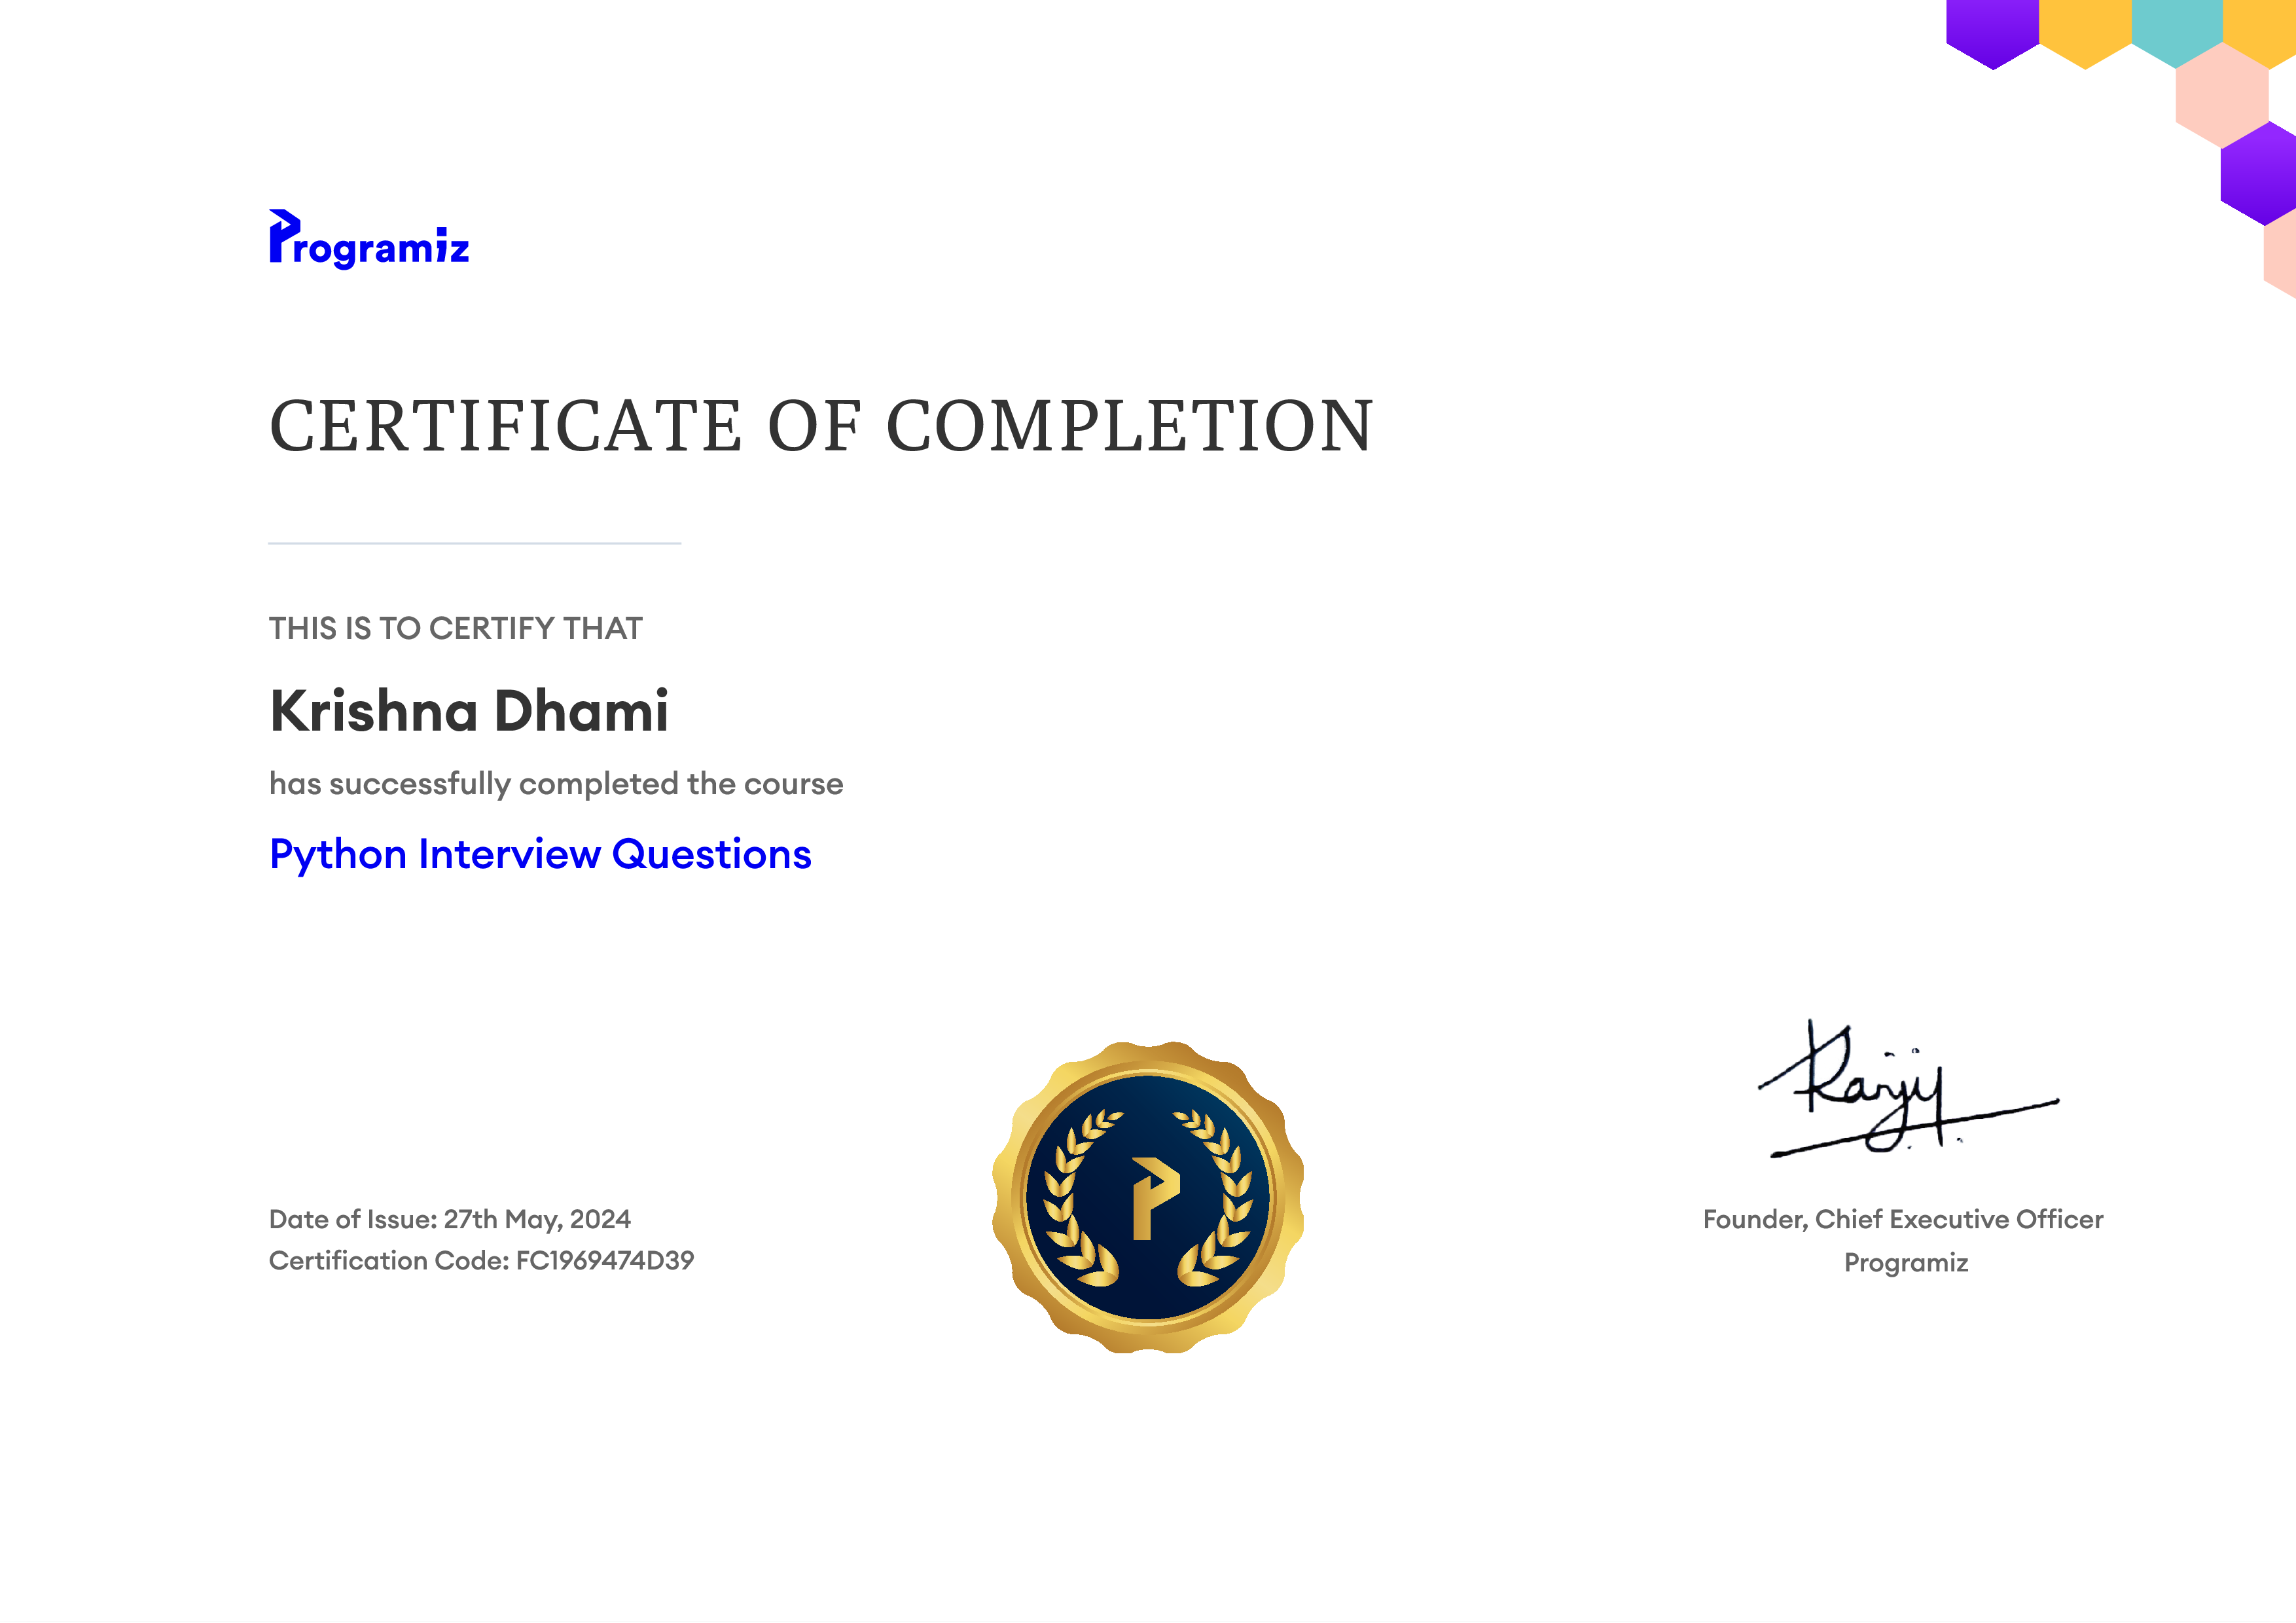 Programiz
CERTIFICATE OF COMPLETION
THIS IS TO CERTIFY THAT
Krishna Dhami
has successfully completed the course
Python Interview Questions
Date of Issue: 27th May, 2024
Certification Code: FC1969474D39
Founder, Chief Executive Officer
Programiz